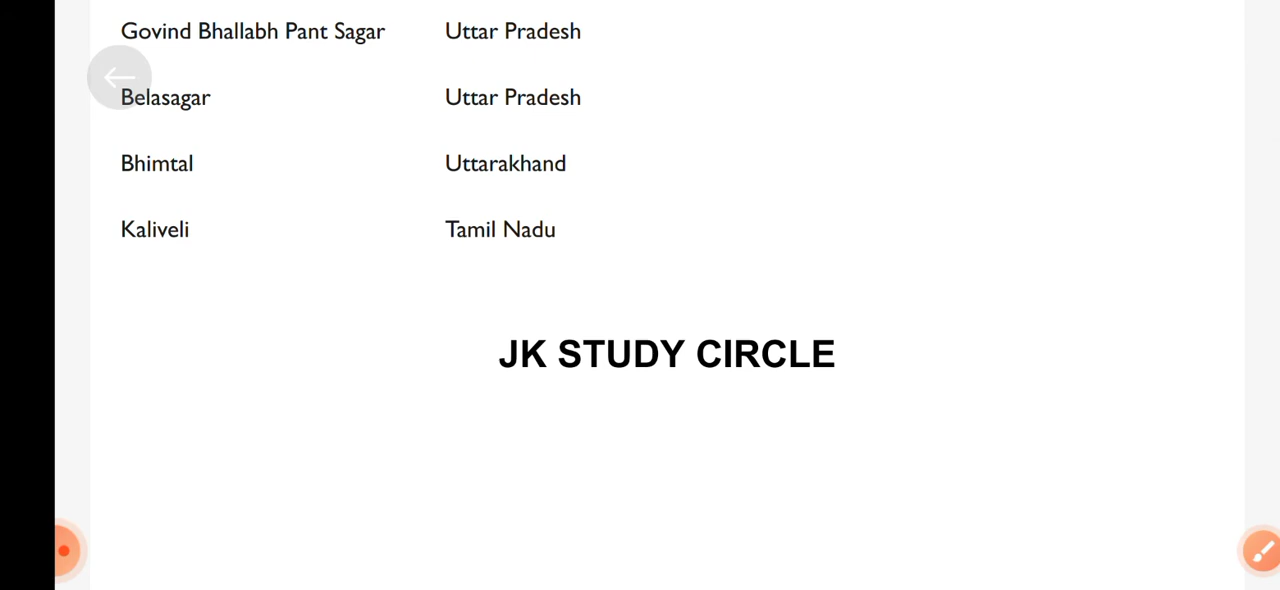 Govind Bhallabh Pant Sagar Uttar Pradesh
Belasagar Uttar Pradesh
Bhimtal Uttarakhand
Kaliveli Tamil Nadu
JK STUDY CIRCLE